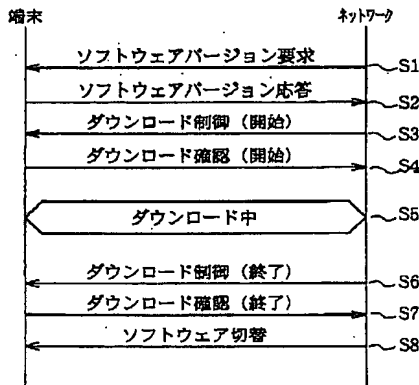 端末 ネットワーク
ソフトウェアバージョン要求 S1
ソフトウェアバージョン応答 S2
ダウンロード制御（開始） S3
ダウンロード確認（開始） S4
ダウンロード中 S5
ダウンロード制御（終了） S6
ダウンロード確認（終了） S7
ソフトウェア切替 S8